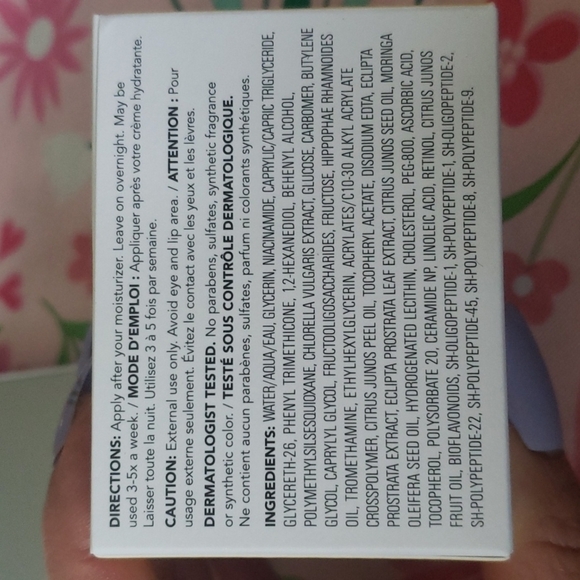 DIRECTIONS: Apply after your moisturizer. Leave on overnight. May be
used 3-5x a week. / MODE D'EMPLOI : Appliquer après votre crème hydratante.
Laisser toute la nuit. Utilisez 3 à 5 fois par semaine.
CAUTION: External use only. Avoid eye and lip area. / ATTENTION : Pour
usage externe seulement. Évitez le contact avec les yeux et les lèvres.
DERMATOLOGIST TESTED. No parabens, sulfates, synthetic fragrance
or synthetic color. / TESTÉ SOUS CONTRÔLE DERMATOLOGIQUE.
Ne contient aucun parabènes, sulfates, parfum ni colorants synthétiques.
INGREDIENTS: WATER/AQUA/EAU, GLYCERIN, NIACINAMIDE, CAPRYLIC/CAPRIC TRIGLYCERIDE,
GLYCERETH-26, PHENYL TRIMETHICONE, 1,2-HEXANEDIOL, BEHENYL ALCOHOL,
POLYMETHYLSILSESQUIOXANE, CHLORELLA VULGARIS EXTRACT, GLUCOSE, CARBOMER, BUTYLENE
GLYCOL, CAPRYLYL GLYCOL, FRUCTOOLIGOSACCHARIDES, FRUCTOSE, HIPPOPHAE RHAMNOIDES
OIL, TROMETHAMINE, ETHYLHEXYLGLYCERIN, ACRYLATES/C10-30 ALKYL ACRYLATE
CROSSPOLYMER, CITRUS JUNOS PEEL OIL, TOCOPHERYL ACETATE, DISODIUM EDTA, ECLIPTA
PROSTRATA EXTRACT, ECLIPTA PROSTRATA LEAF EXTRACT, CITRUS JUNOS SEED OIL, MORINGA
OLEIFERA SEED OIL, HYDROGENATED LECITHIN, CHOLESTEROL, PEG-800, ASCORBIC ACID,
TOCOPHEROL, POLYSORBATE 20, CERAMIDE NP, LINOLEIC ACID, RETINOL, CITRUS JUNOS
FRUIT OIL, BIOFLAVONOIDS, SH-OLIGOPEPTIDE-1, SH-POLYPEPTIDE-1, SH-OLIGOPEPTIDE-2,
SH-POLYPEPTIDE-22, SH-POLYPEPTIDE-45, SH-POLYPEPTIDE-8, SH-POLYPEPTIDE-9.